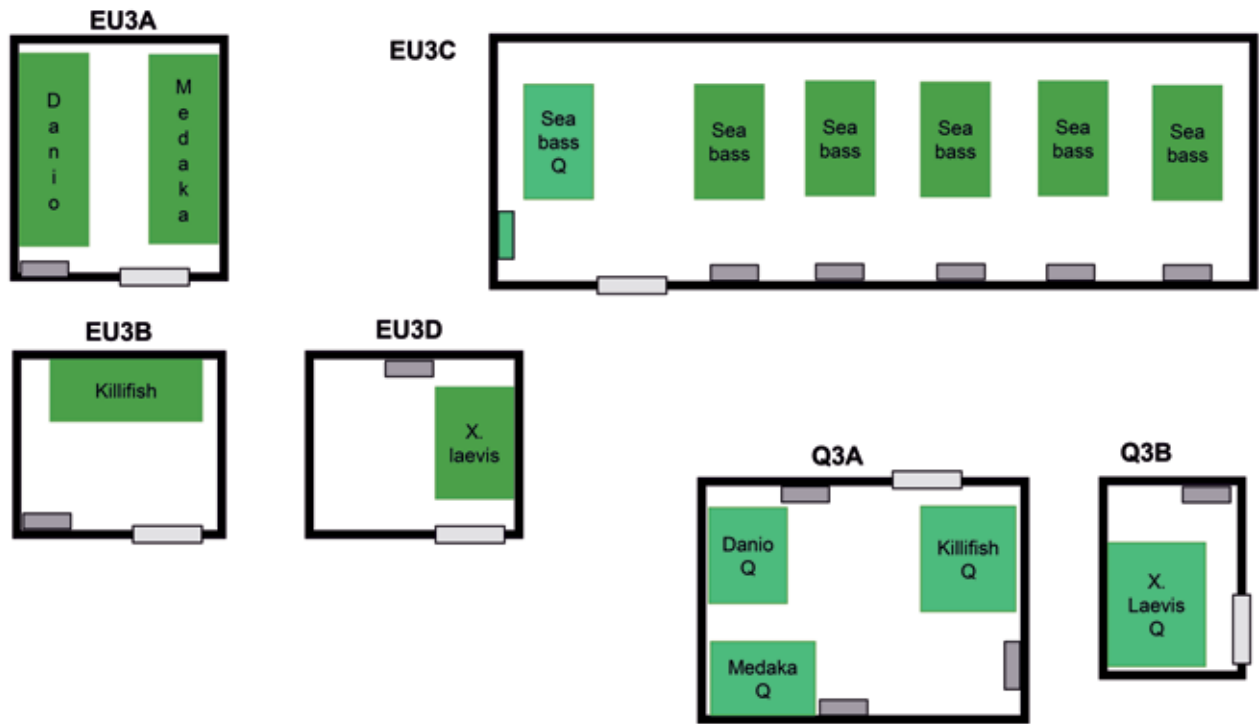 EU3A
D
a
n
i
o
M
e
d
a
k
a
EU3C
Sea
bass
Q
Sea
bass
Sea
bass
Sea
bass
Sea
bass
Sea
bass
EU3B
Killifish
EU3D
X.
laevis
Q3A
Danio
Q
Killifish
Q
Medaka
Q
Q3B
X.
Laevis
Q